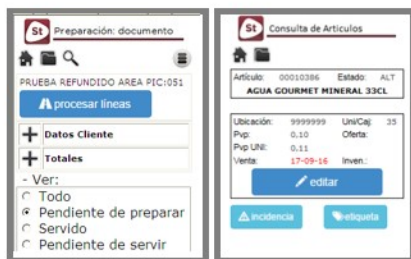 St Preparación: documento
PRUEBA REFUNDIDO AREA PIC:051
procesar líneas
Datos Cliente
Totales
- Ver:
Todo
Pendiente de preparar
Servido
Pendiente de servir
St Consulta de Artículos
Artículo: 00010386 Estado: ALT
AGUA GOURMET MINERAL 33CL
Ubicación: 9999999 Uni/Caj: 35
Pvp: 0,10 Oferta:
Pvp UNI: 0,11
Venta: 17-09-16 Inven.:
editar
incidencia etiqueta